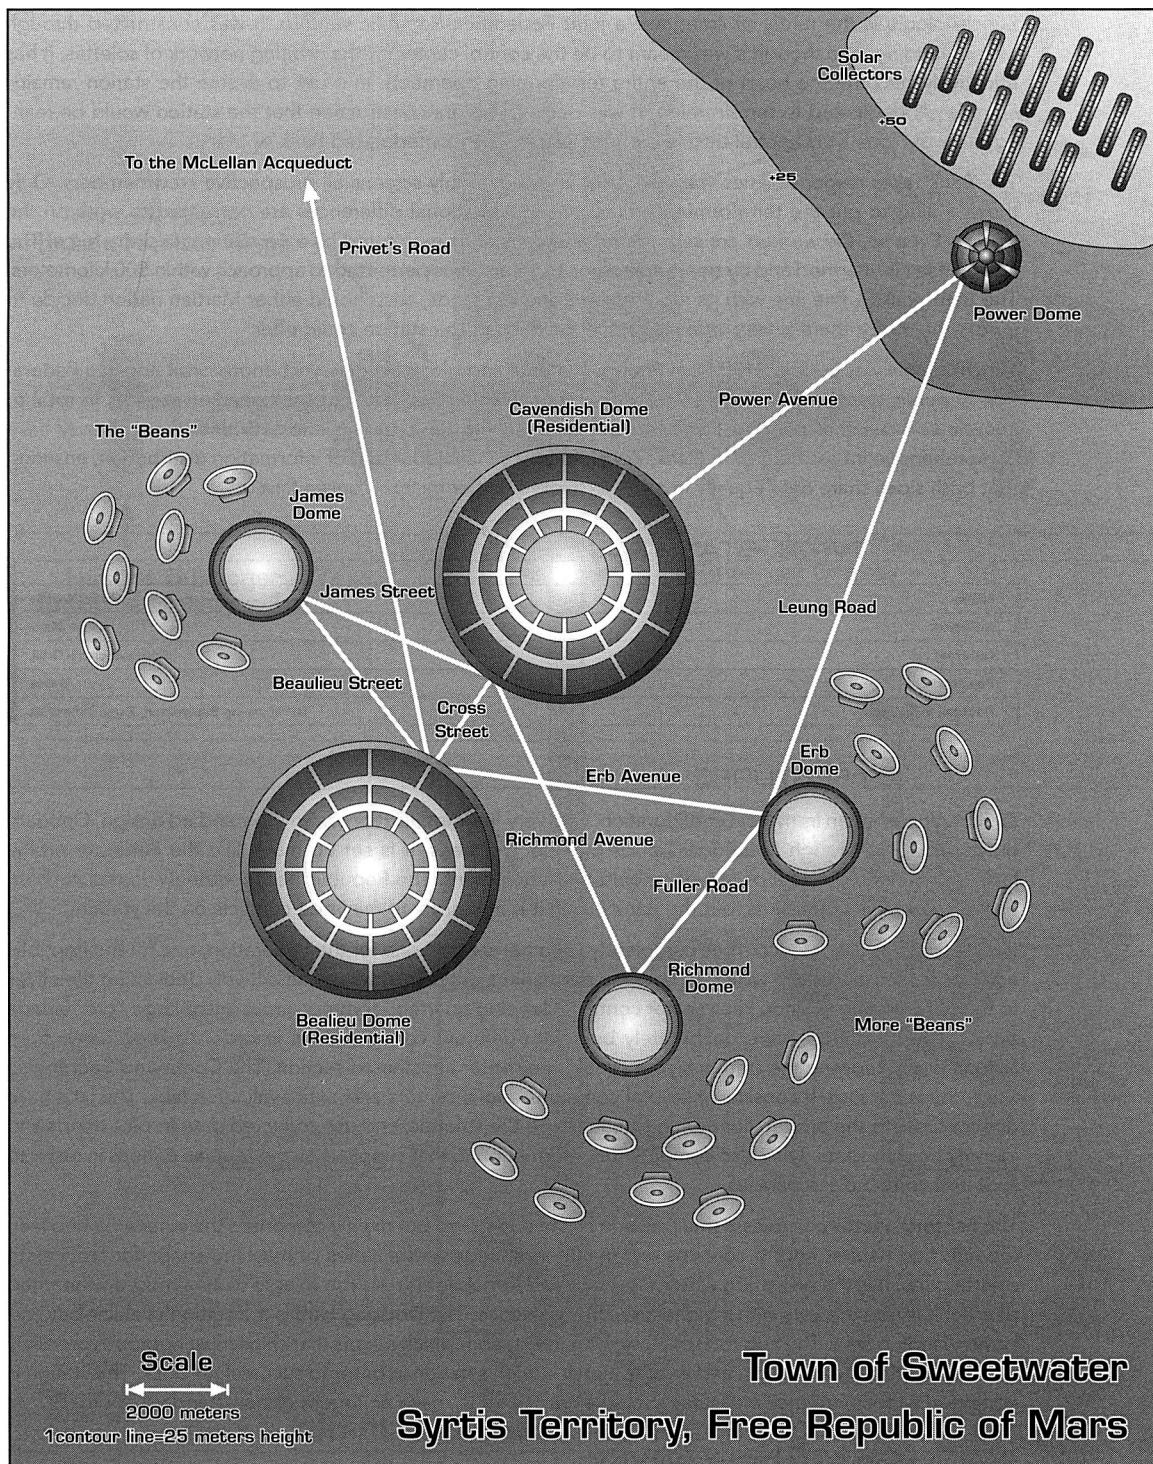 Solar
Collectors
+50
To the McLellan Acqueduct
+25
Privet's Road
Power Dome
Power Avenue
Cavendish Dome
(Residential)
The "Beans"
James
Dome
James Street
Leung Road
Beaulieu Street
Cross
Street
Erb
Dome
Erb Avenue
Richmond Avenue
Fuller Road
Richmond
Dome
Bealieu Dome
(Residential)
More "Beans"
Scale
2000 meters
1contour line=25 meters height
Town of Sweetwater
Syrtis Territory, Free Republic of Mars